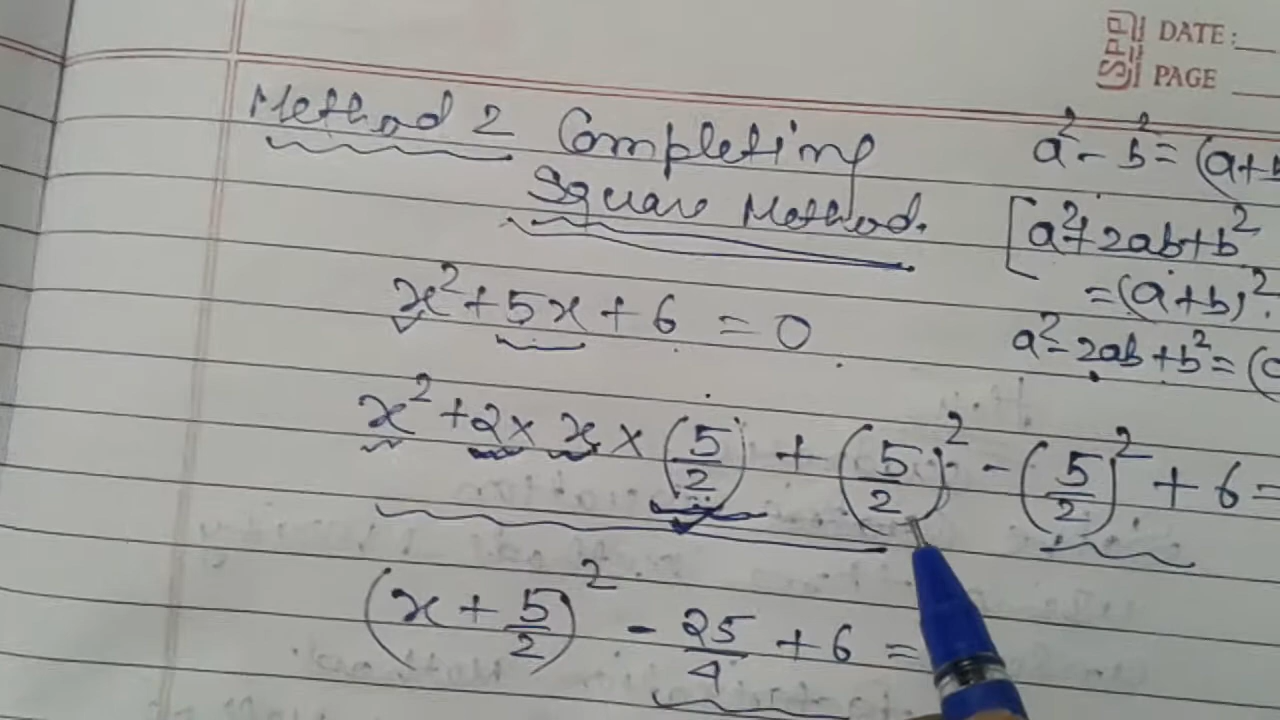 SPP DATE:
PAGE
Method 2 Completing
Square Method.
a² - b² = (a+b
[a²+2ab+b²
=(a+b)².
a²-2ab+b²=(
x²+5x+6 = 0
x²+2× x×(5/2)+(5/2)²-(5/2)²+6=
(x+5/2)² - 25/4 + 6 =